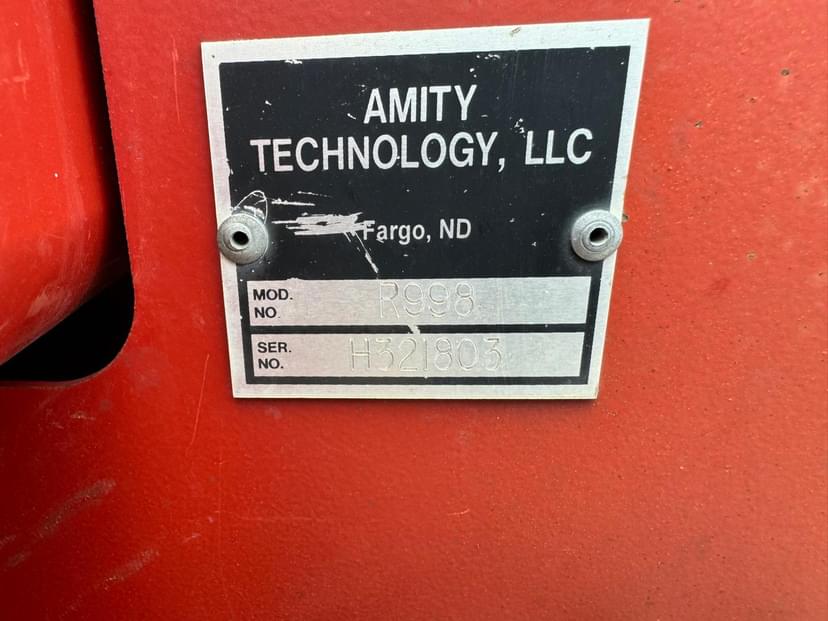 AMITY
TECHNOLOGY, LLC
Fargo, ND
MOD.
NO.
R998
SER.
NO.
H321803